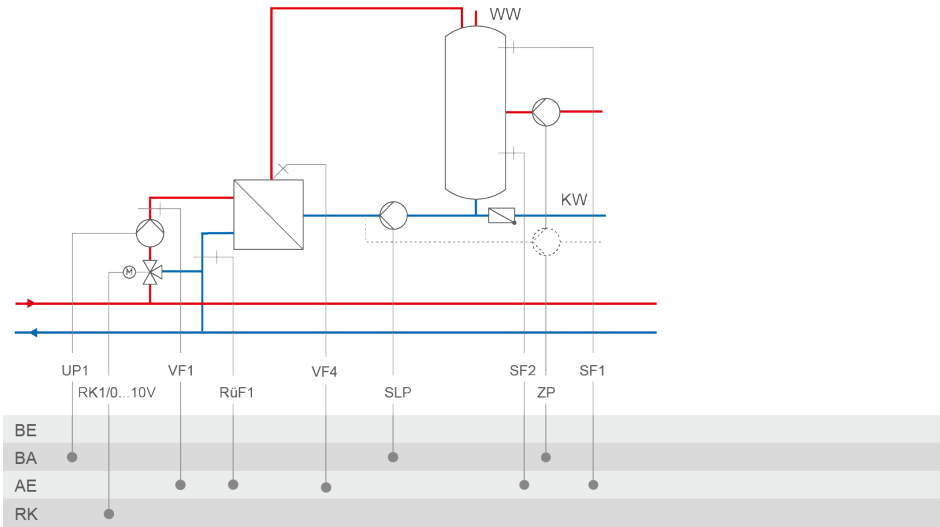 WW
KW
M
UP1 VF1 VF4 SF2 SF1
RK1/0...10V RüF1 SLP ZP
BE
BA
AE
RK